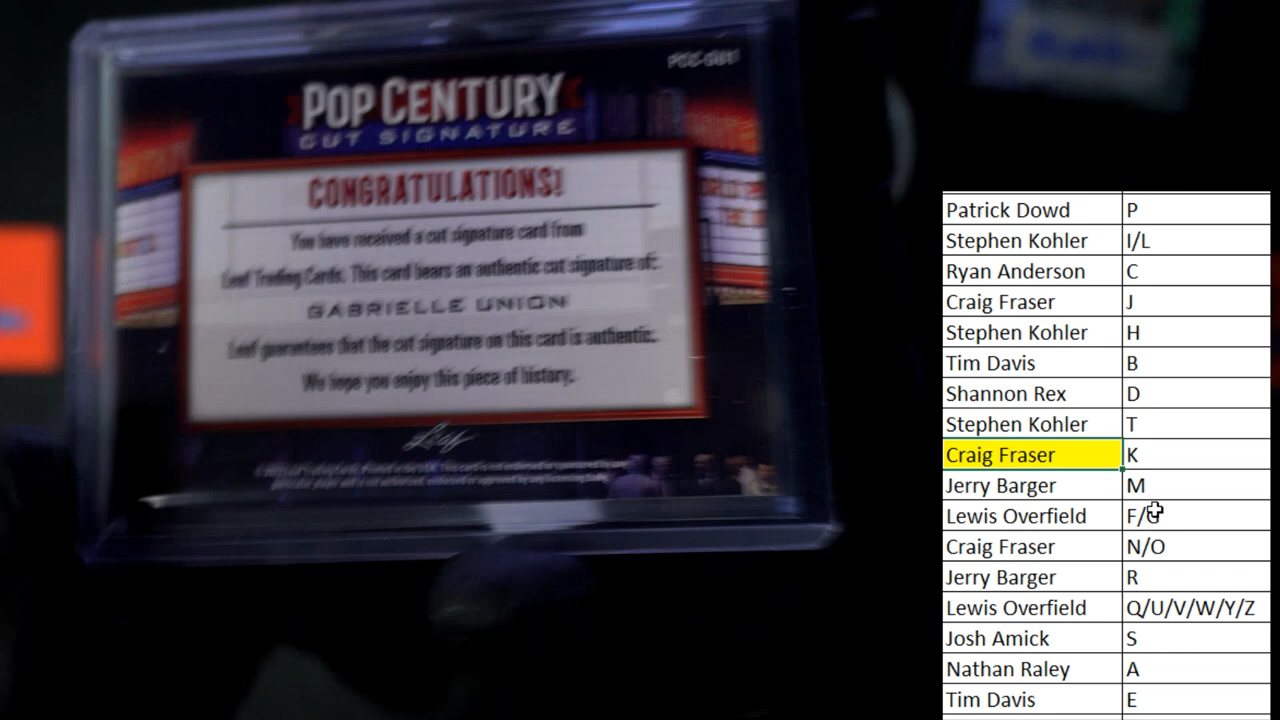 POP CENTURY
CUT SIGNATURE
CONGRATULATIONS!
You have received a cut signature card from
Leaf Trading Cards. This card bears an authentic cut signature of:
GABRIELLE UNION
Leaf guarantees that the cut signature on this card is authentic.
We hope you enjoy this piece of history.
Leaf
Patrick Dowd P
Stephen Kohler I/L
Ryan Anderson C
Craig Fraser J
Stephen Kohler H
Tim Davis B
Shannon Rex D
Stephen Kohler T
Craig Fraser K
Jerry Barger M
Lewis Overfield
Craig Fraser N/O
Jerry Barger R
Lewis Overfield Q/U/V/W/Y/Z
Josh Amick S
Nathan Raley A
Tim Davis E